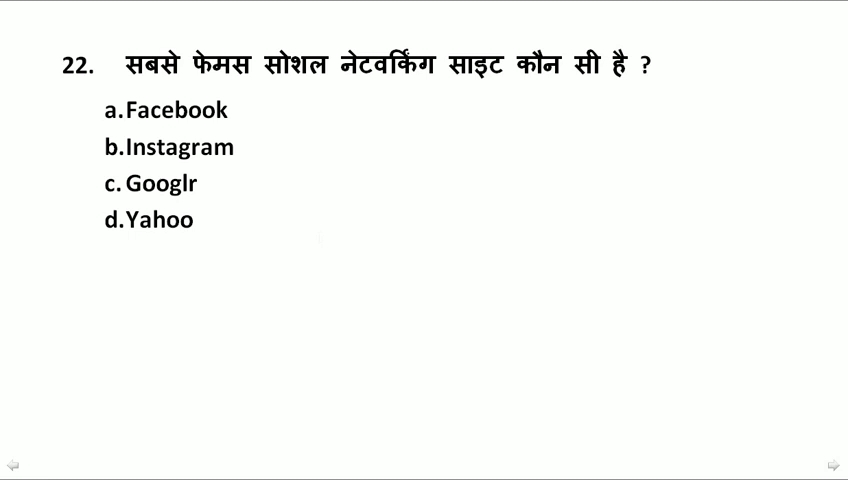 22. सबसे फेमस सोशल नेटवर्किंग साइट कौन सी है ?
a.Facebook
b.Instagram
c. Googlr
d.Yahoo